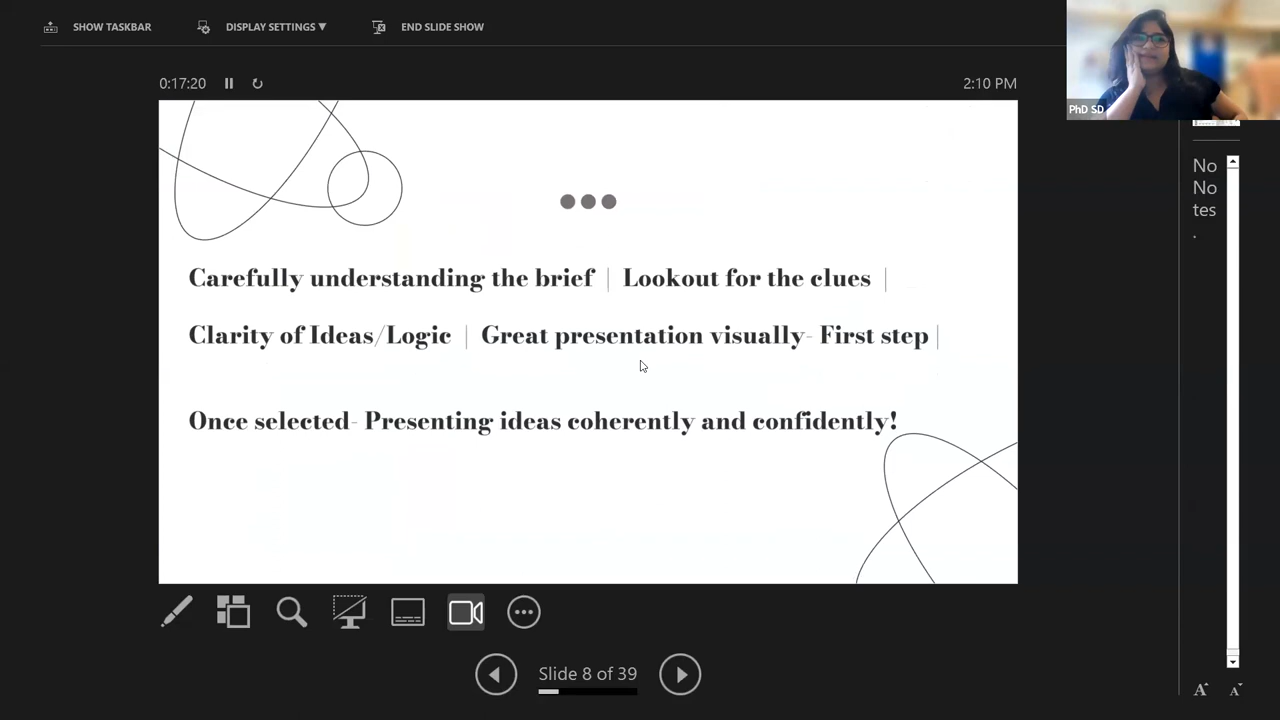 SHOW TASKBAR
DISPLAY SETTINGS ▼
END SLIDE SHOW
PhD SD
0:17:20
2:10 PM
No
No
tes
.
Carefully understanding the brief | Lookout for the clues |
Clarity of Ideas/Logic | Great presentation visually- First step |
Once selected- Presenting ideas coherently and confidently!
Slide 8 of 39
A A